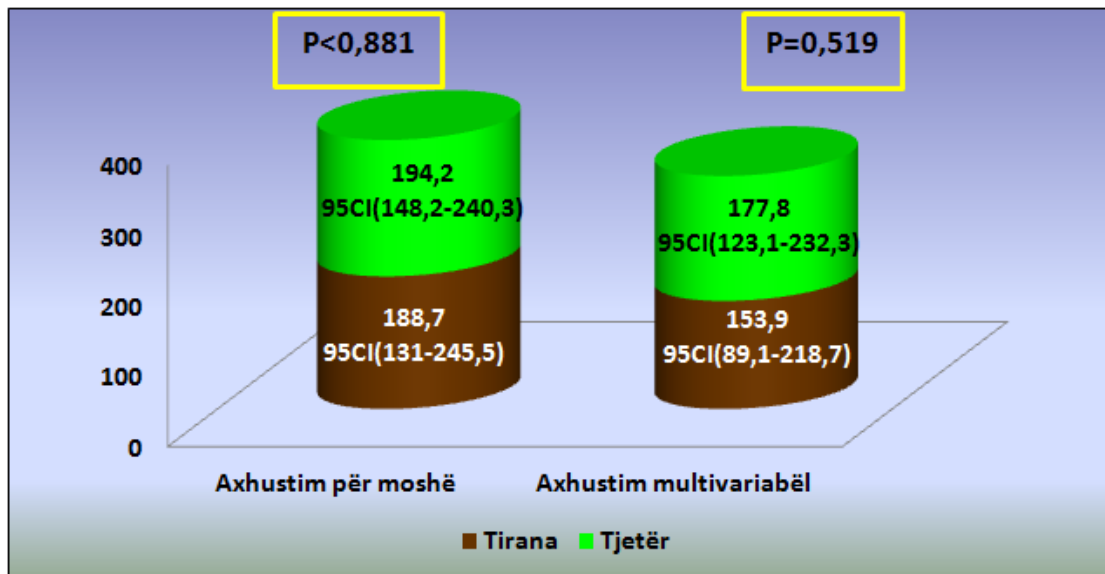 P<0,881
P=0,519
400
300
200
100
0
194,2
95CI(148,2-240,3)
188,7
95CI(131-245,5)
177,8
95CI(123,1-232,3)
153,9
95CI(89,1-218,7)
Axhustim për moshë
Axhustim multivariabël
Tirana
Tjetër